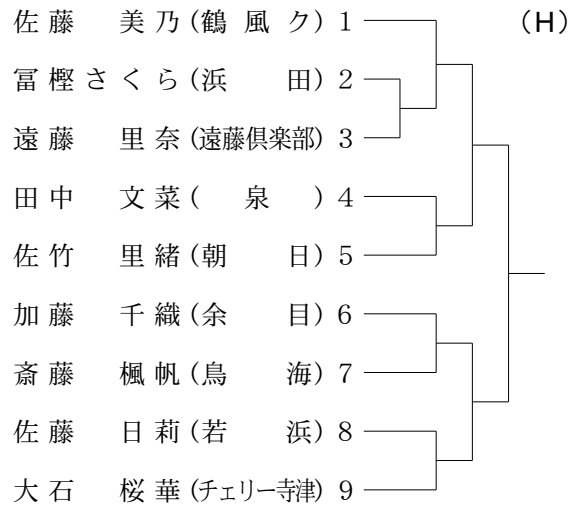 佐藤 美乃(鶴風ク) 1 (H)
冨樫さくら(浜田) 2
遠藤 里奈(遠藤倶楽部) 3
田中 文菜(泉) 4
佐竹 里緒(朝日) 5
加藤 千織(余目) 6
斎藤 楓帆(鳥海) 7
佐藤 日莉(若浜) 8
大石 桜華(チェリー寺津) 9